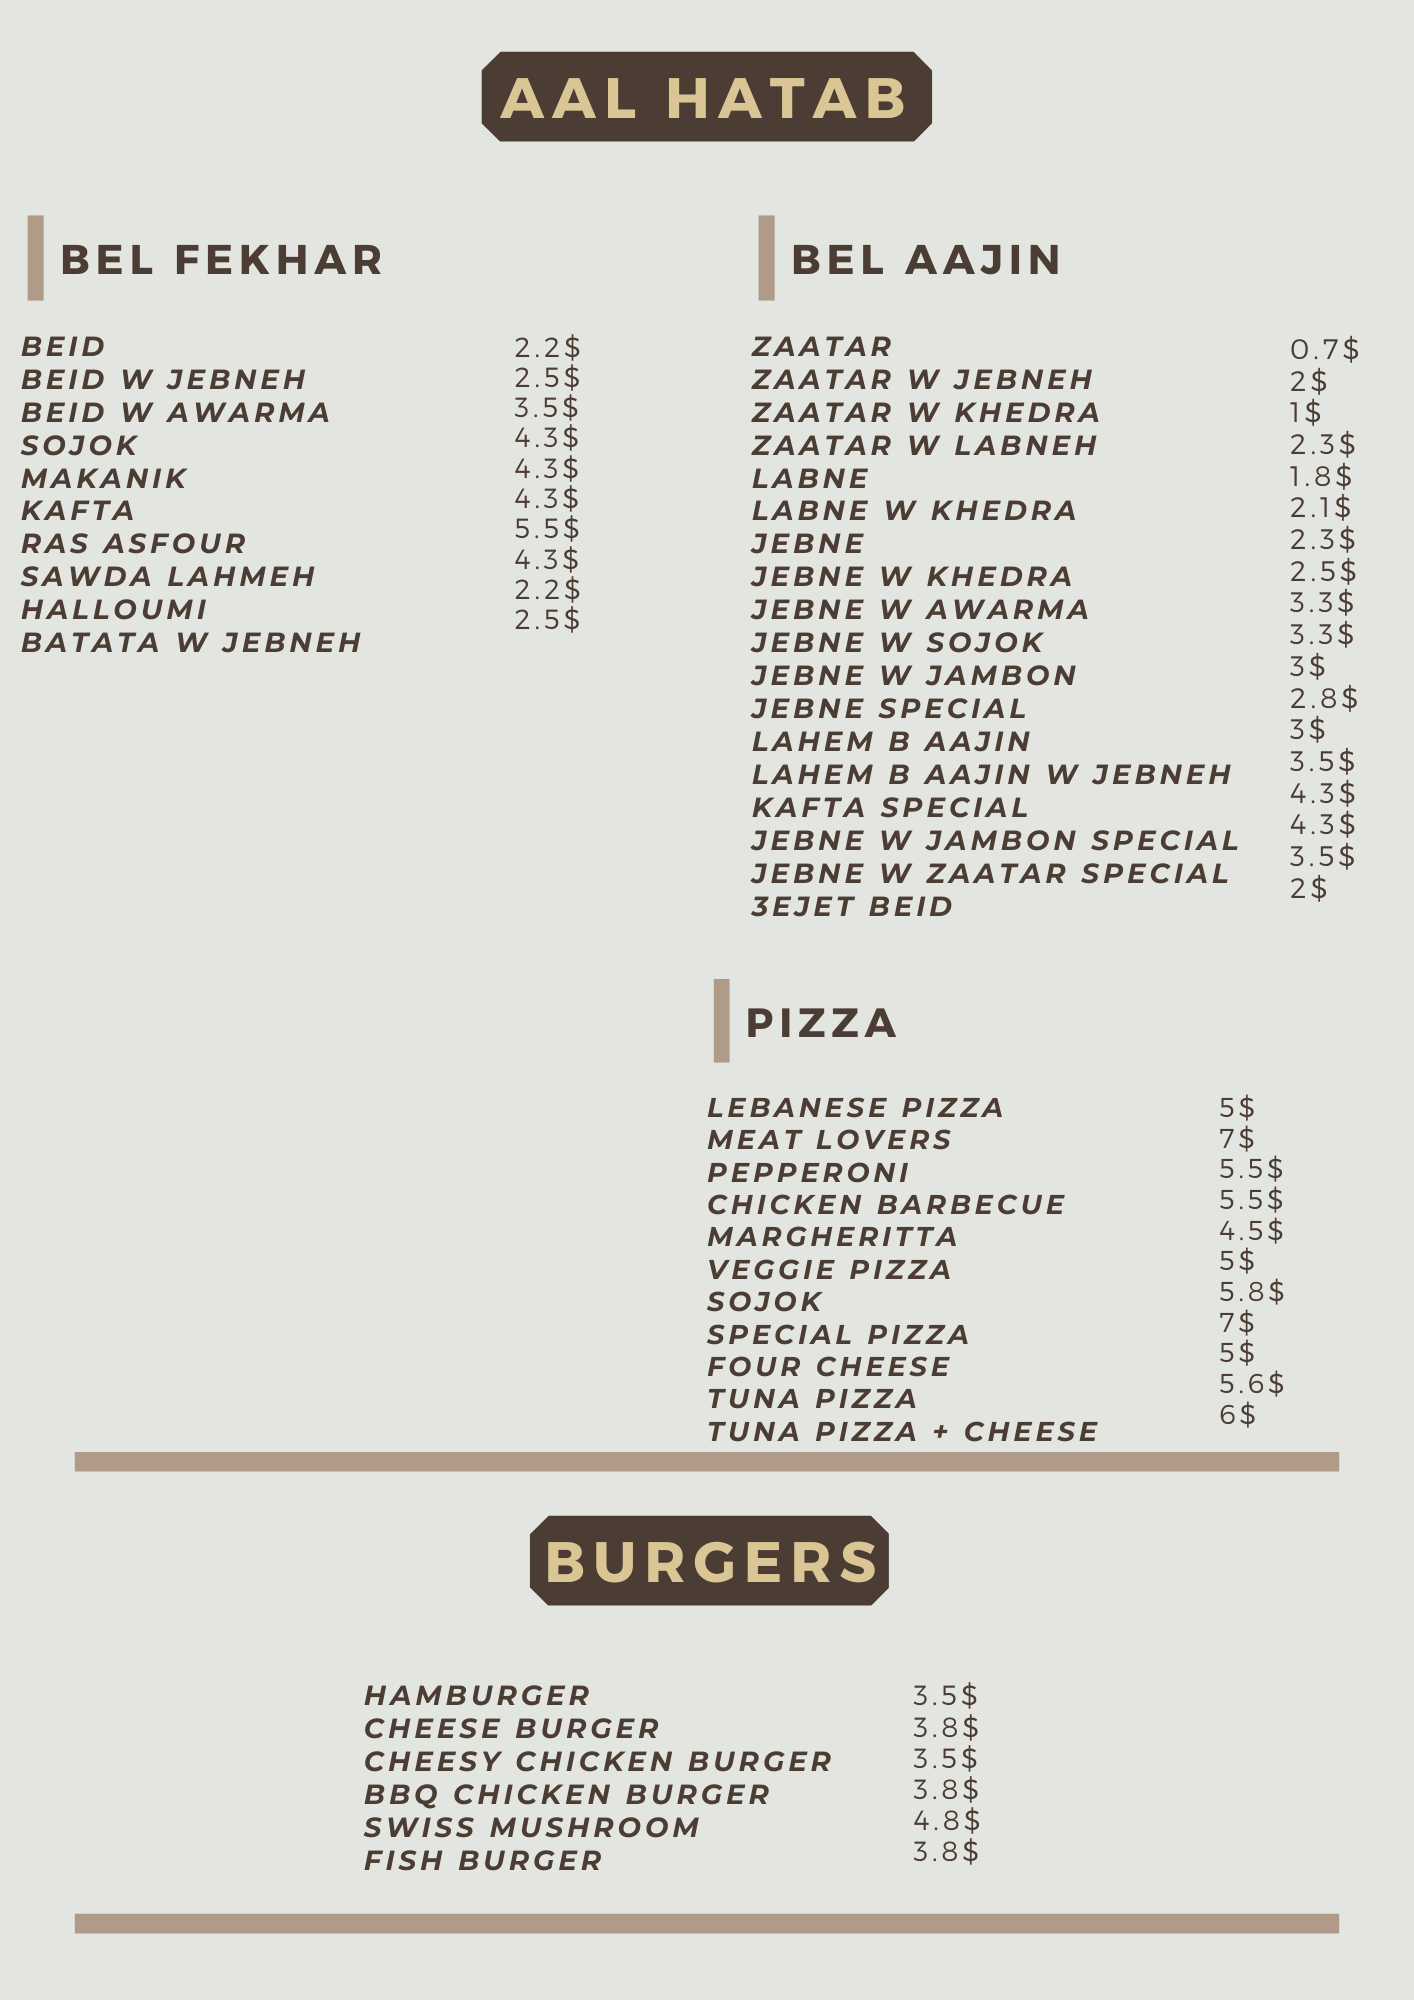 AAL HATAB
BEL FEKHAR
BEID 2.2$
BEID W JEBNEH 2.5$
BEID W AWARMA 3.5$
SOJOK 4.3$
MAKANIK 4.3$
KAFTA 4.3$
RAS ASFOUR 5.5$
SAWDA LAHMEH 4.3$
HALLOUMI 2.2$
BATATA W JEBNEH 2.5$
BEL AAJIN
ZAATAR 0.7$
ZAATAR W JEBNEH 2$
ZAATAR W KHEDRA 1$
ZAATAR W LABNEH 2.3$
LABNE 1.8$
LABNE W KHEDRA 2.1$
JEBNE 2.3$
JEBNE W KHEDRA 2.5$
JEBNE W AWARMA 3.3$
JEBNE W SOJOK 3.3$
JEBNE W JAMBON 3$
JEBNE SPECIAL 2.8$
LAHEM B AAJIN 3$
LAHEM B AAJIN W JEBNEH 3.5$
KAFTA SPECIAL 4.3$
JEBNE W JAMBON SPECIAL 4.3$
JEBNE W ZAATAR SPECIAL 3.5$
3EJET BEID 2$
PIZZA
LEBANESE PIZZA 5$
MEAT LOVERS 7$
PEPPERONI 5.5$
CHICKEN BARBECUE 5.5$
MARGHERITTA 4.5$
VEGGIE PIZZA 5$
SOJOK 5.8$
SPECIAL PIZZA 7$
FOUR CHEESE 5$
TUNA PIZZA 5.6$
TUNA PIZZA + CHEESE 6$
BURGERS
HAMBURGER 3.5$
CHEESE BURGER 3.8$
CHEESY CHICKEN BURGER 3.5$
BBQ CHICKEN BURGER 3.8$
SWISS MUSHROOM 4.8$
FISH BURGER 3.8$